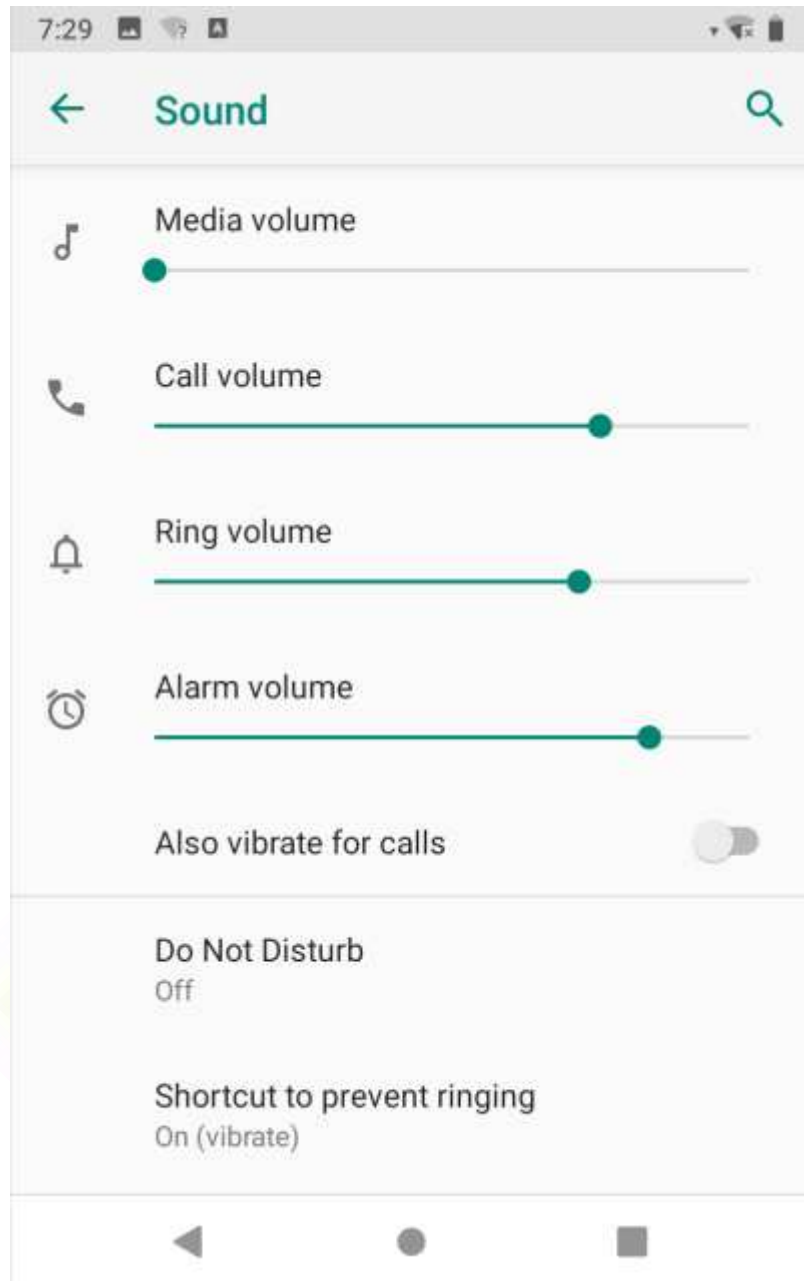 7:29
Sound
Media volume
Call volume
Ring volume
Alarm volume
Also vibrate for calls
Do Not Disturb
Off
Shortcut to prevent ringing
On (vibrate)